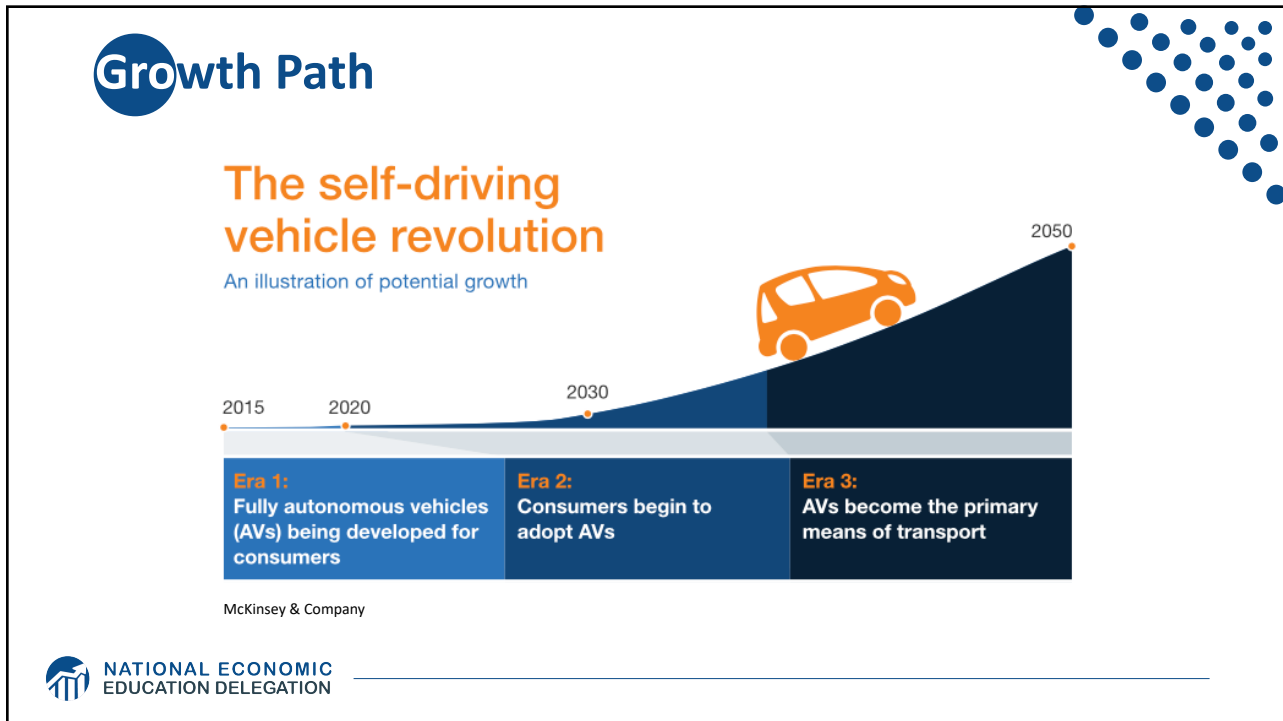 Growth Path
The self-driving
vehicle revolution
An illustration of potential growth
2015
2020
2030
2050
Era 1:
Fully autonomous vehicles
(AVs) being developed for
consumers
Era 2:
Consumers begin to
adopt AVs
Era 3:
AVs become the primary
means of transport
McKinsey & Company
NATIONAL ECONOMIC
EDUCATION DELEGATION